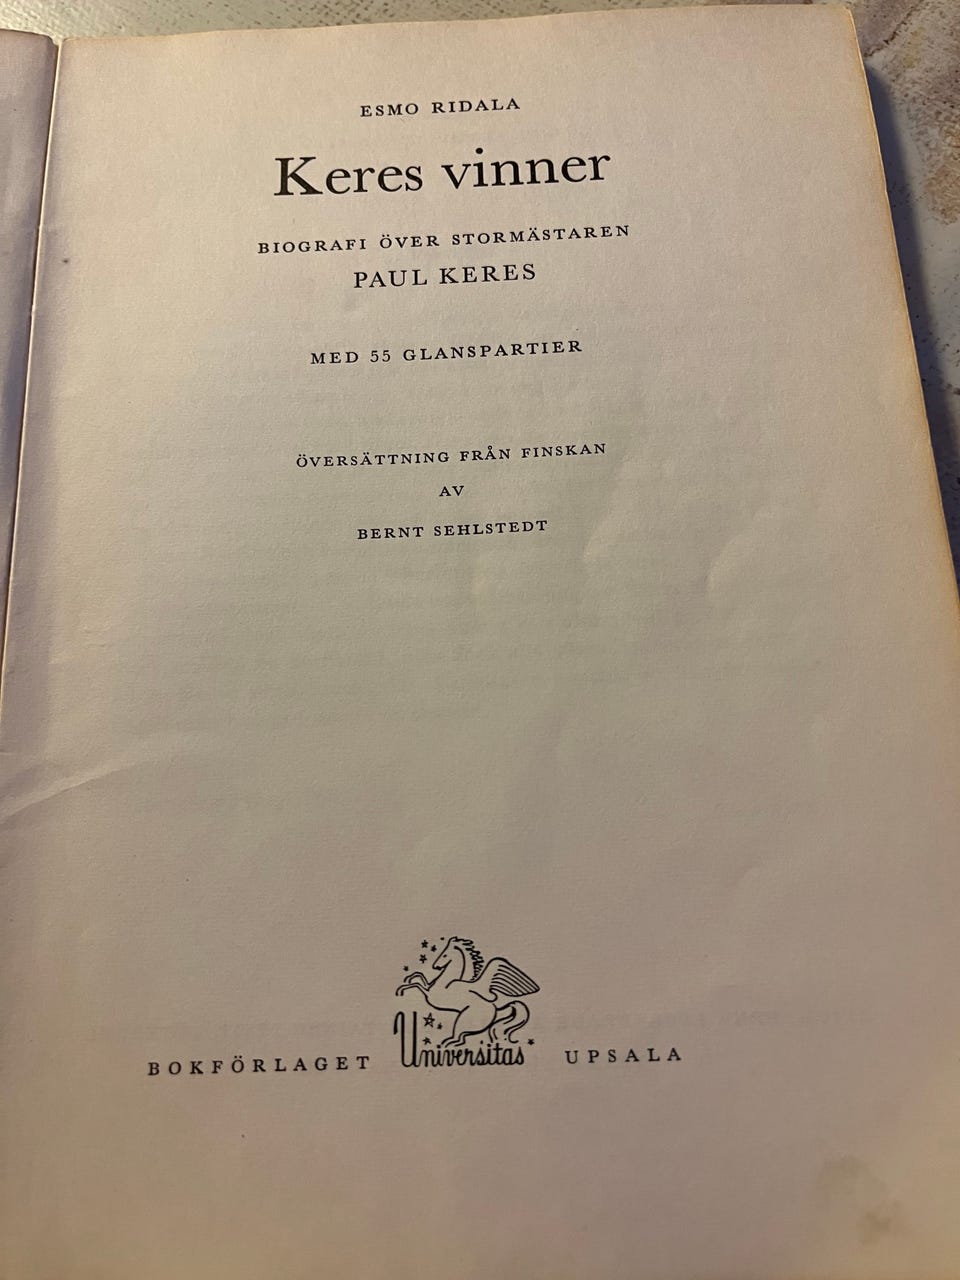 ESMO RIDALA
Keres vinner
BIOGRAFI ÖVER STORMÄSTAREN
PAUL KERES
MED 55 GLANSPARTIER
ÖVERSÄTTNING FRÅN FINSKAN
AV
BERNT SEHLSTEDT
BOKFÖRLAGET Universitas UPSALA